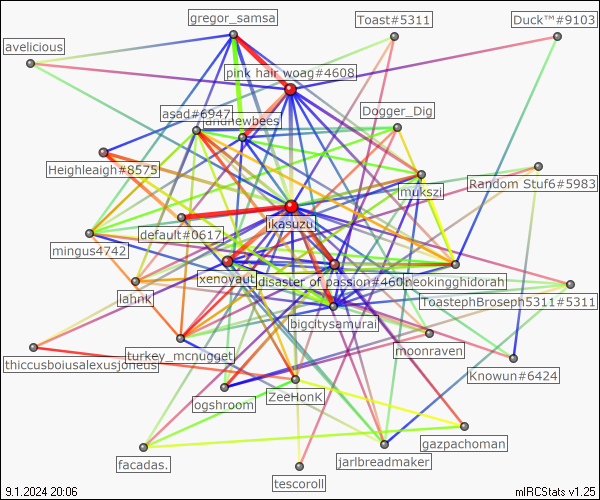 gregor_samsa
Toast#5311
Duck™#9103
avelicious
pink hair woag#4608
asad#6947
andnewbees
Dogger_Dig
Heighleaigh#8575
mukszi
Random Stuf6#5983
ikasuzu
default#0617
mingus4742
xenoyaut
disaster of passion#460
neokingghidorah
lahnk
ToastephBroseph5311#5311
bigcitysamurai
turkey_mcnugget
moonraven
thiccusboiusalexusjoneus
Knowun#6424
ogshroom
ZeeHonK
gazpachoman
facadas.
jarlbreadmaker
tescoroll
9.1.2024 20:06
mIRCStats v1.25